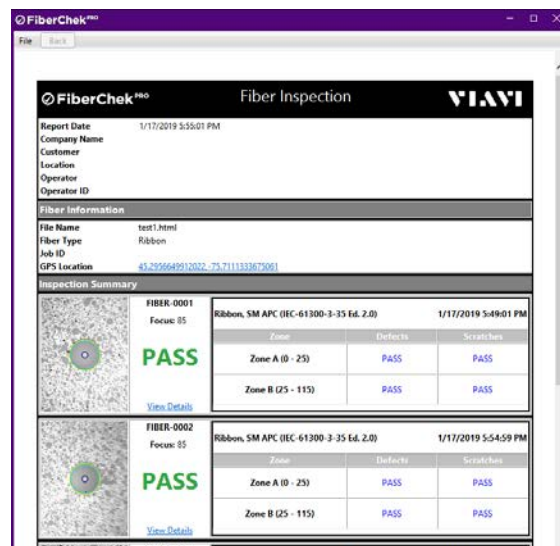 FiberChekPRO
File Back
FiberChekPRO Fiber Inspection VIAVI
Report Date 1/17/2019 5:55:01 PM
Company Name
Customer
Location
Operator
Operator ID
Fiber Information
File Name test1.html
Fiber Type Ribbon
Job ID
GPS Location 45.2956649912022, -75.7111333675061
Inspection Summary
FIBER-0001
Focus: 85
PASS
View Details
Ribbon, SM APC (IEC-61300-3-35 Ed. 2.0) 1/17/2019 5:49:01 PM
Zone Defects Scratches
Zone A (0 - 25) PASS PASS
Zone B (25 - 115) PASS PASS
FIBER-0002
Focus: 85
PASS
View Details
Ribbon, SM APC (IEC-61300-3-35 Ed. 2.0) 1/17/2019 5:54:59 PM
Zone Defects Scratches
Zone A (0 - 25) PASS PASS
Zone B (25 - 115) PASS PASS